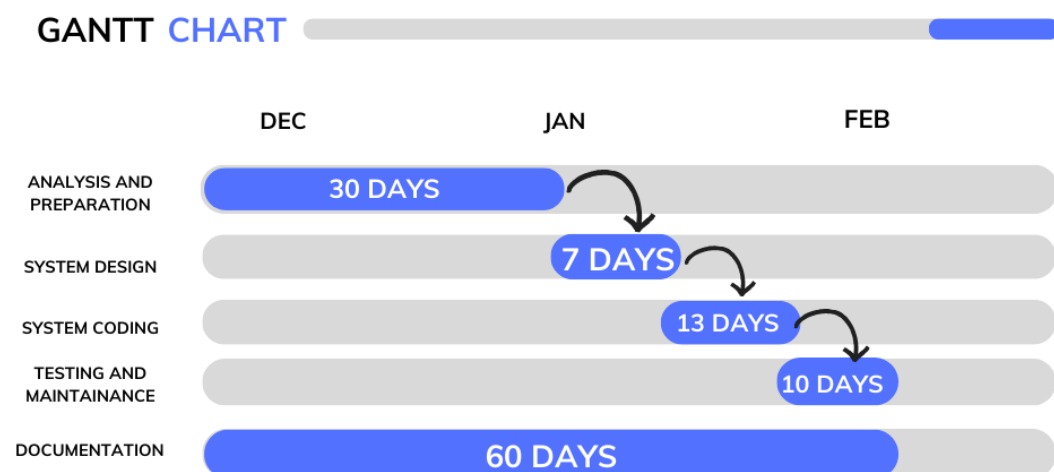 GANTT CHART
DEC JAN FEB
ANALYSIS AND
PREPARATION
30 DAYS
SYSTEM DESIGN
7 DAYS
SYSTEM CODING
13 DAYS
TESTING AND
MAINTAINANCE
10 DAYS
DOCUMENTATION
60 DAYS